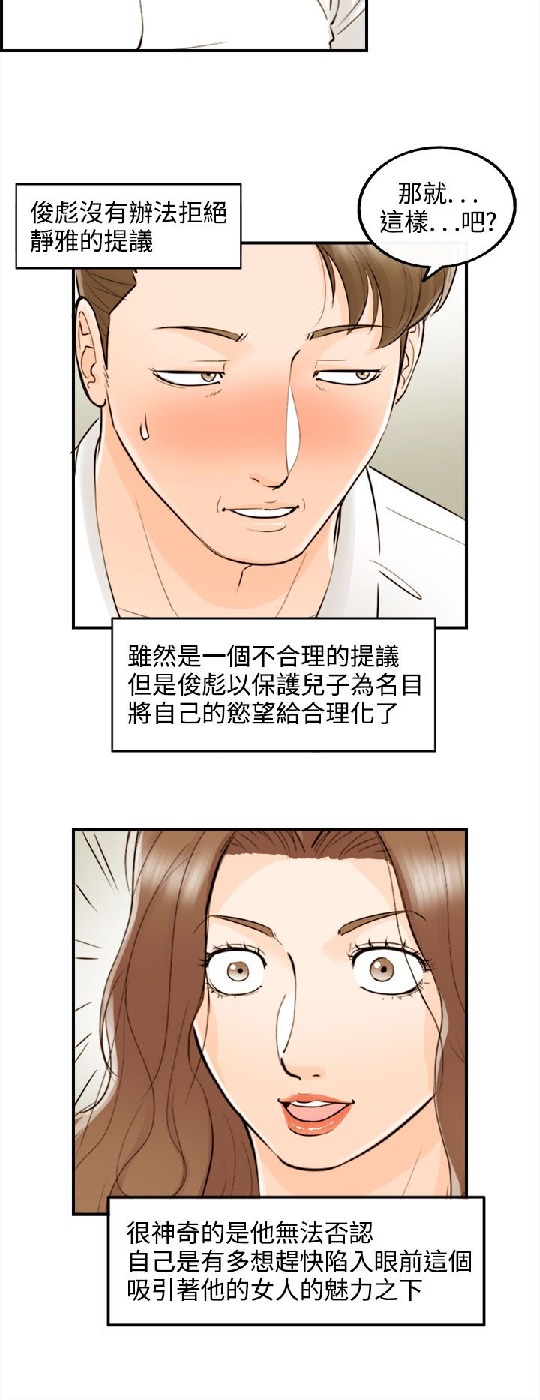 俊彪沒有辦法拒絕
靜雅的提議
那就...
這樣...吧?
雖然是一個不合理的提議
但是俊彪以保護兒子為名目
將自己的慾望給合理化了
很神奇的是他無法否認
自己是有多想趕快陷入眼前這個
吸引著他的女人的魅力之下